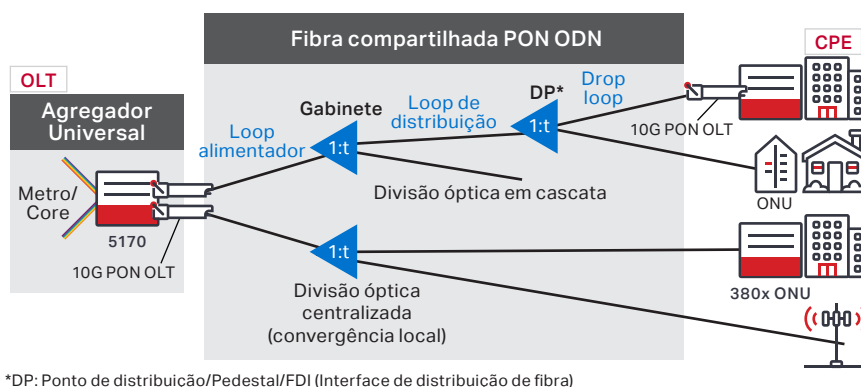 Fibra compartilhada PON ODN
OLT
CPE
Agregador
Universal
Metro/
Core
5170
10G PON OLT
Loop
alimentador
Gabinete
1:t
Loop de
distribuição
DP*
1:t
Drop
loop
10G PON OLT
Divisão óptica em cascata
ONU
1:t
Divisão óptica
centralizada
(convergência local)
380x ONU
*DP: Ponto de distribuição/Pedestal/FDI (Interface de distribuição de fibra)